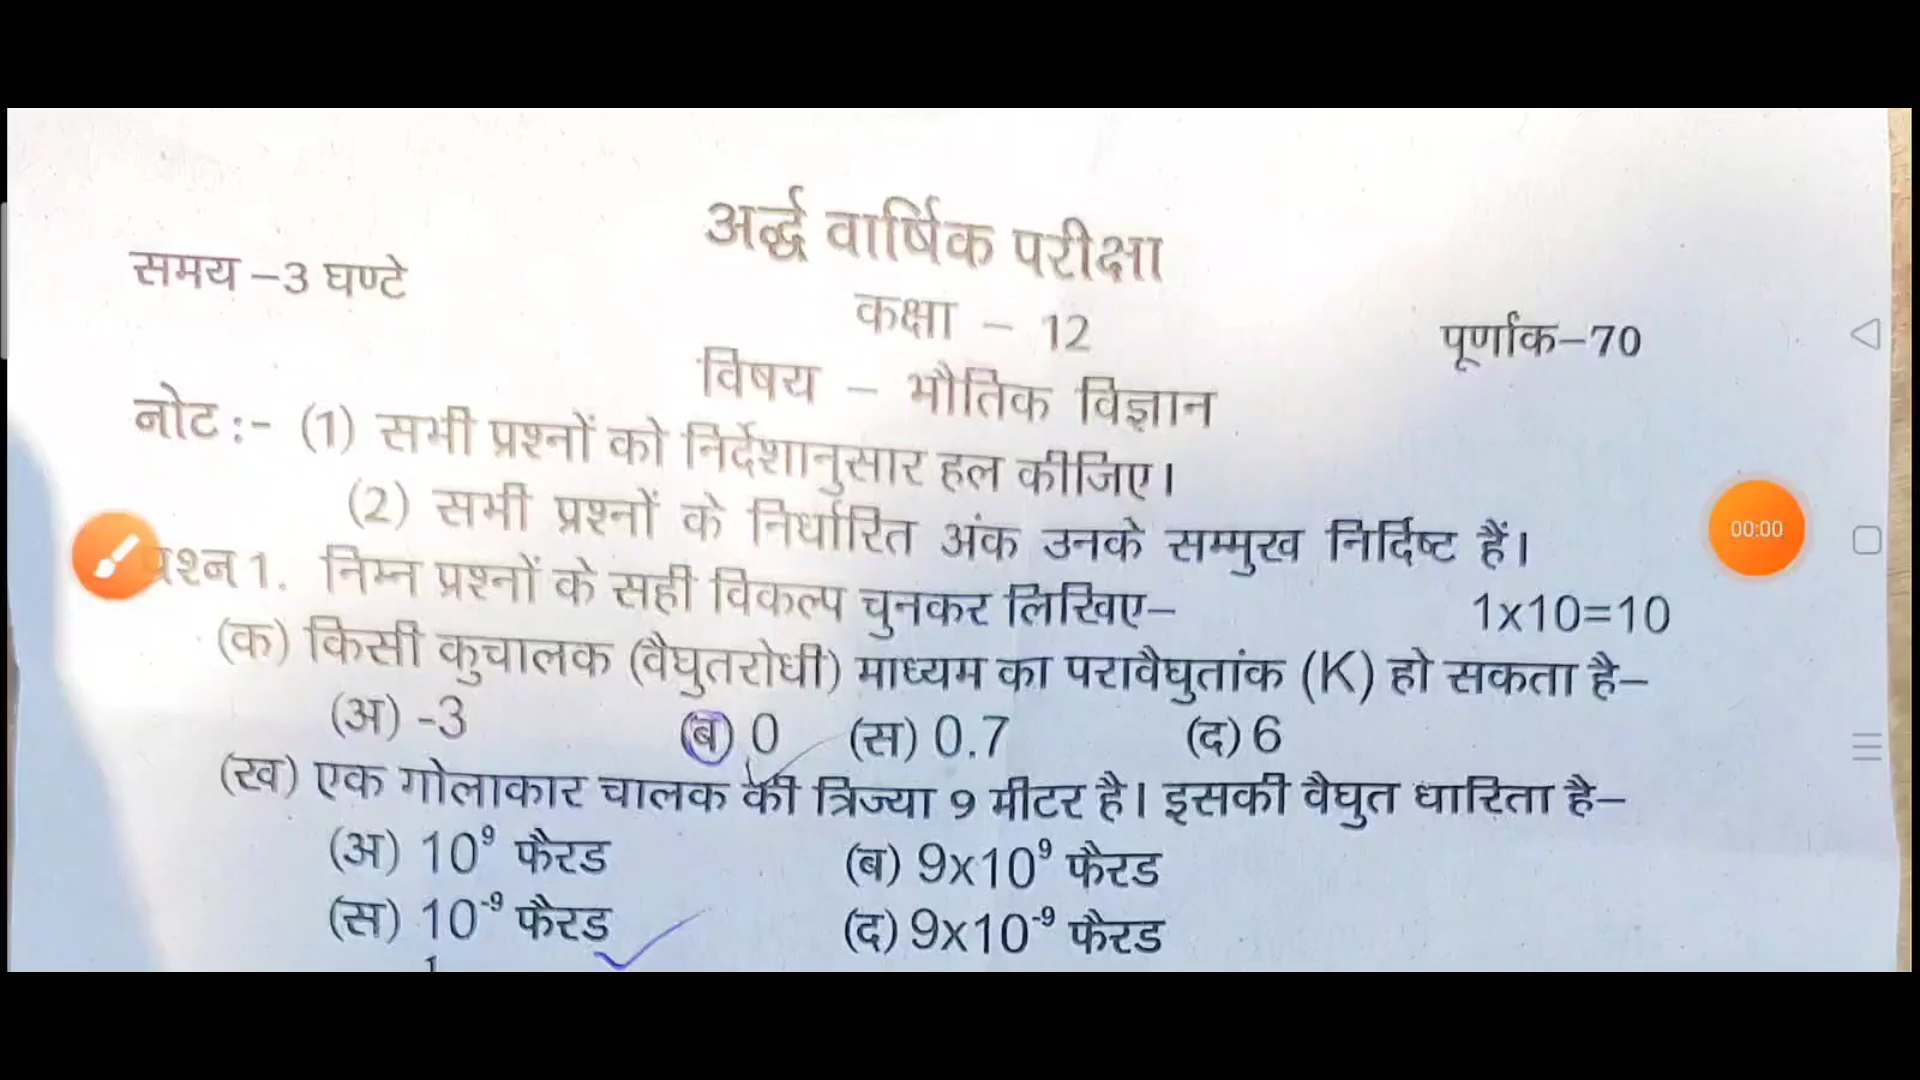 अर्द्ध वार्षिक परीक्षा
समय –3 घण्टे
कक्षा – 12
पूर्णांक–70
विषय – भौतिक विज्ञान
नोट :- (1) सभी प्रश्नों को निर्देशानुसार हल कीजिए।
(2) सभी प्रश्नों के निर्धारित अंक उनके सम्मुख निर्दिष्ट हैं।
प्रश्न 1. निम्न प्रश्नों के सही विकल्प चुनकर लिखिए– 1x10=10
(क) किसी कुचालक (वैघुतरोधी) माध्यम का परावैघुतांक (K) हो सकता है–
(अ) -3 (ब) 0 (स) 0.7 (द) 6
(ख) एक गोलाकार चालक की त्रिज्या 9 मीटर है। इसकी वैघुत धारिता है–
(अ) 10⁹ फैरड (ब) 9x10⁹ फैरड
(स) 10⁻⁹ फैरड (द) 9x10⁻⁹ फैरड
00:00